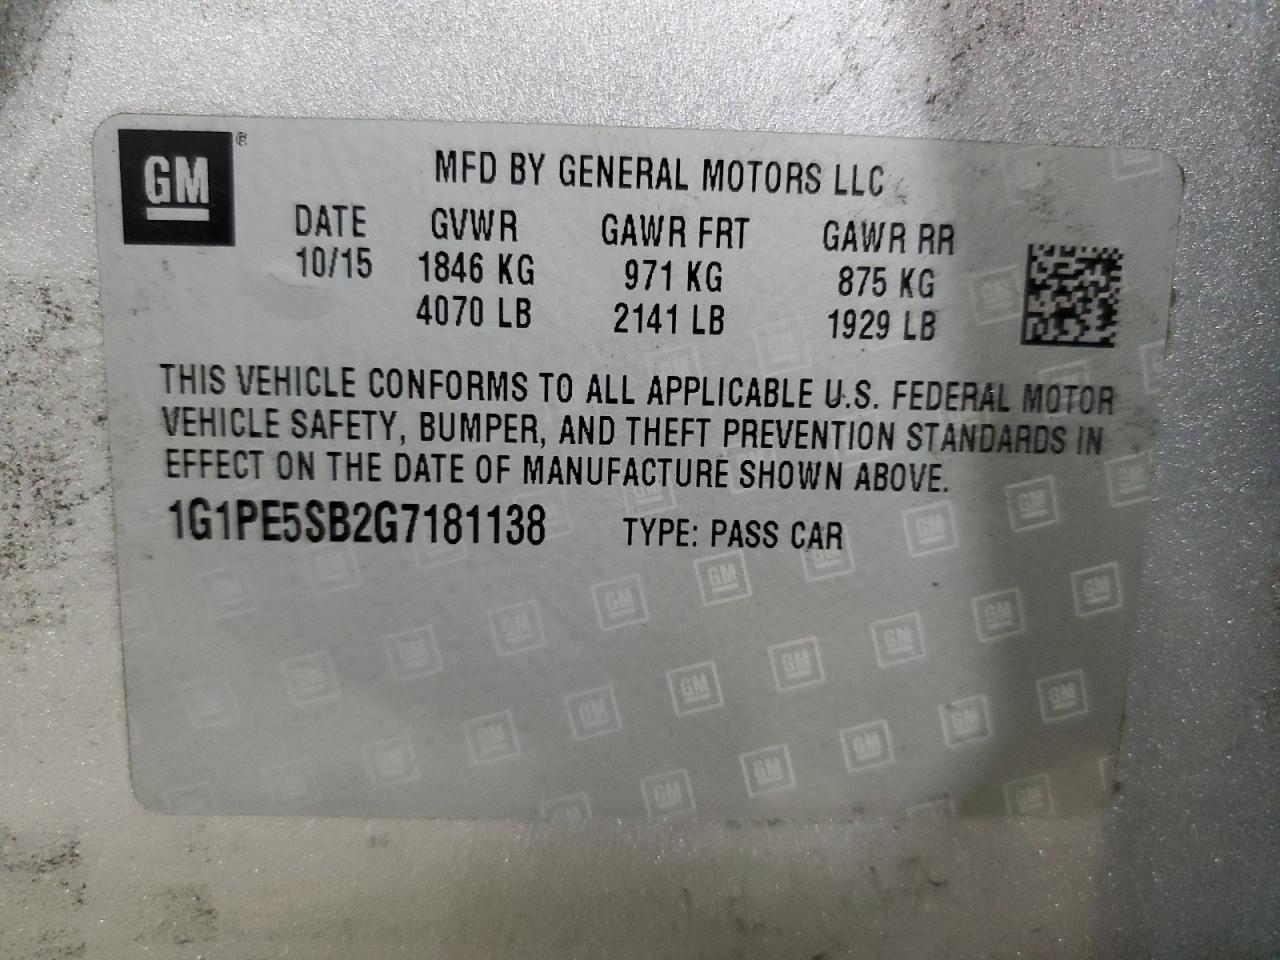 GM®
MFD BY GENERAL MOTORS LLC
DATE GVWR GAWR FRT GAWR RR
10/15 1846 KG 971 KG 875 KG
4070 LB 2141 LB 1929 LB
THIS VEHICLE CONFORMS TO ALL APPLICABLE U.S. FEDERAL MOTOR
VEHICLE SAFETY, BUMPER, AND THEFT PREVENTION STANDARDS IN
EFFECT ON THE DATE OF MANUFACTURE SHOWN ABOVE.
1G1PE5SB2G7181138 TYPE: PASS CAR